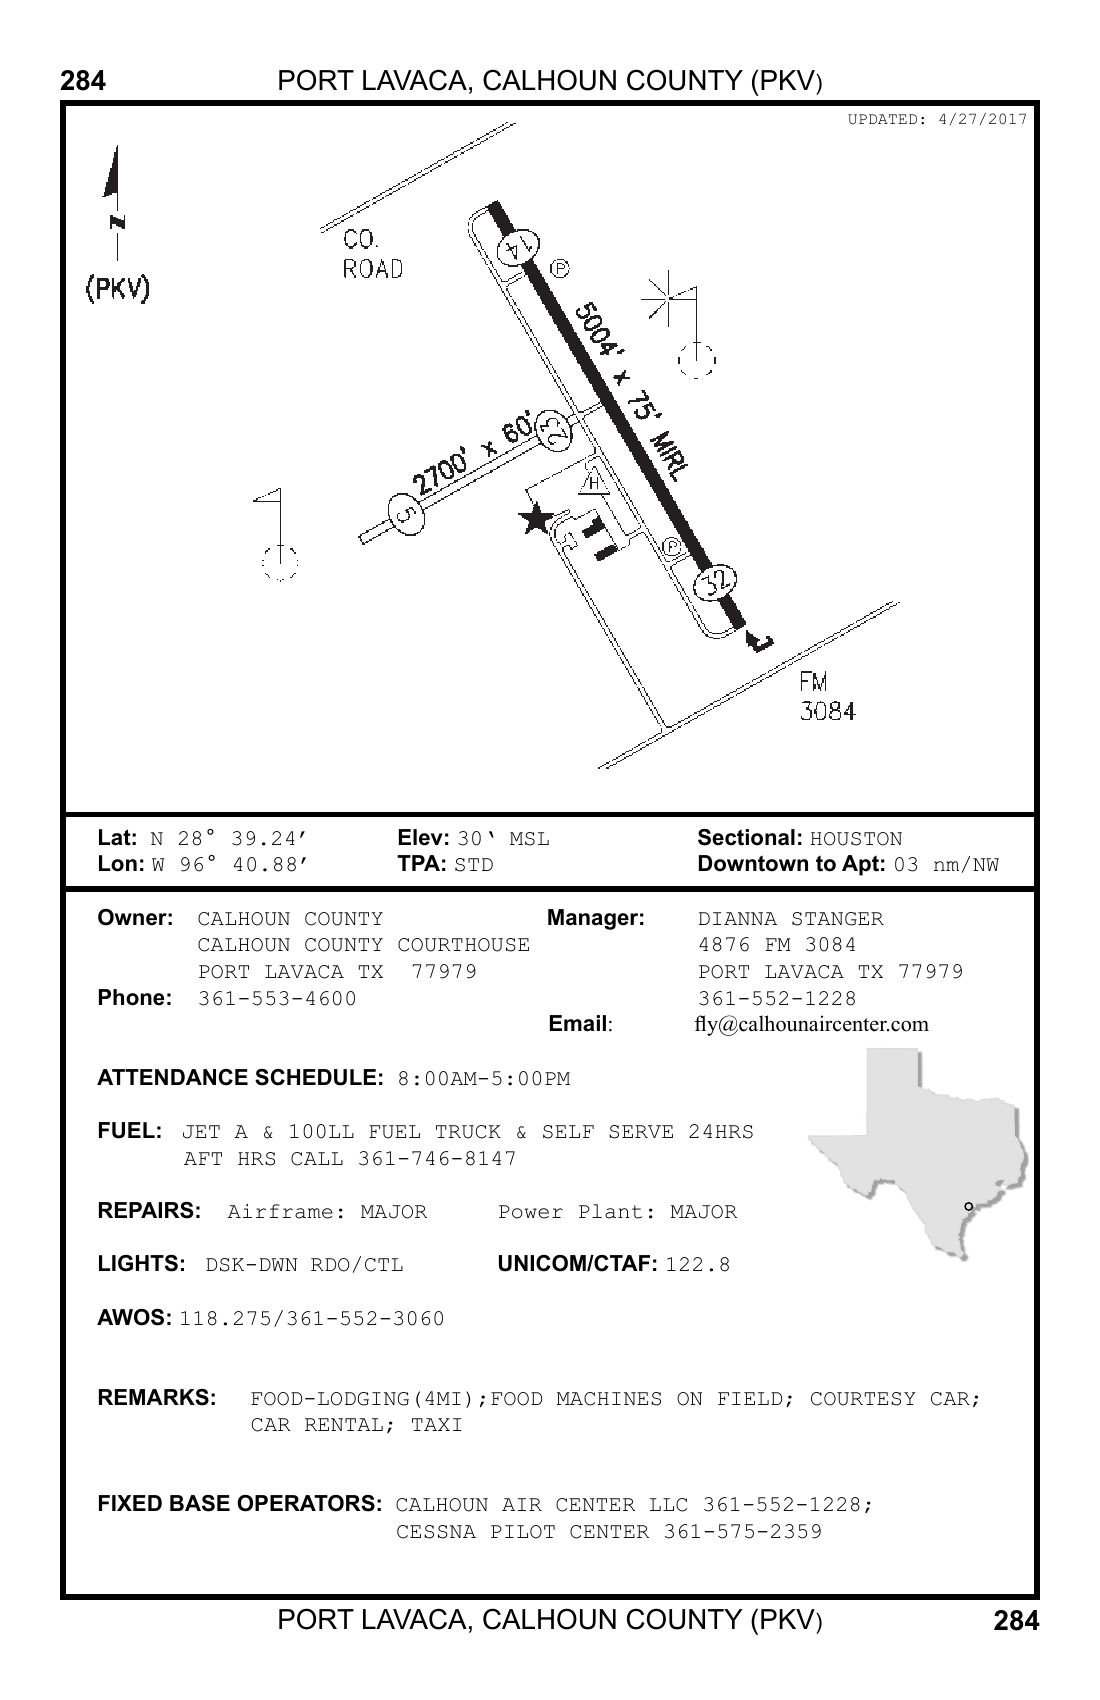 284 PORT LAVACA, CALHOUN COUNTY (PKV)
UPDATED: 4/27/2017
N
(PKV)
CO.
ROAD
14
P
5004' x 75' MIRL
2700' x 60'
23
5
H
P
32
FM
3084
Lat: N 28° 39.24′ Elev: 30‘ MSL Sectional: HOUSTON
Lon: W 96° 40.88′ TPA: STD Downtown to Apt: 03 nm/NW
Owner: CALHOUN COUNTY Manager: DIANNA STANGER
CALHOUN COUNTY COURTHOUSE 4876 FM 3084
PORT LAVACA TX 77979 PORT LAVACA TX 77979
Phone: 361-553-4600 361-552-1228
Email: fly@calhounaircenter.com
ATTENDANCE SCHEDULE: 8:00AM-5:00PM
FUEL: JET A & 100LL FUEL TRUCK & SELF SERVE 24HRS
AFT HRS CALL 361-746-8147
REPAIRS: Airframe: MAJOR Power Plant: MAJOR
LIGHTS: DSK-DWN RDO/CTL UNICOM/CTAF: 122.8
AWOS: 118.275/361-552-3060
REMARKS: FOOD-LODGING(4MI);FOOD MACHINES ON FIELD; COURTESY CAR;
CAR RENTAL; TAXI
FIXED BASE OPERATORS: CALHOUN AIR CENTER LLC 361-552-1228;
CESSNA PILOT CENTER 361-575-2359
PORT LAVACA, CALHOUN COUNTY (PKV) 284